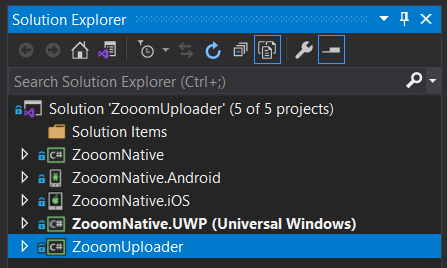 Solution Explorer
Search Solution Explorer (Ctrl+;)
Solution 'ZooomUploader' (5 of 5 projects)
Solution Items
C# ZooomNative
ZooomNative.Android
ZooomNative.iOS
C# ZooomNative.UWP (Universal Windows)
C# ZooomUploader